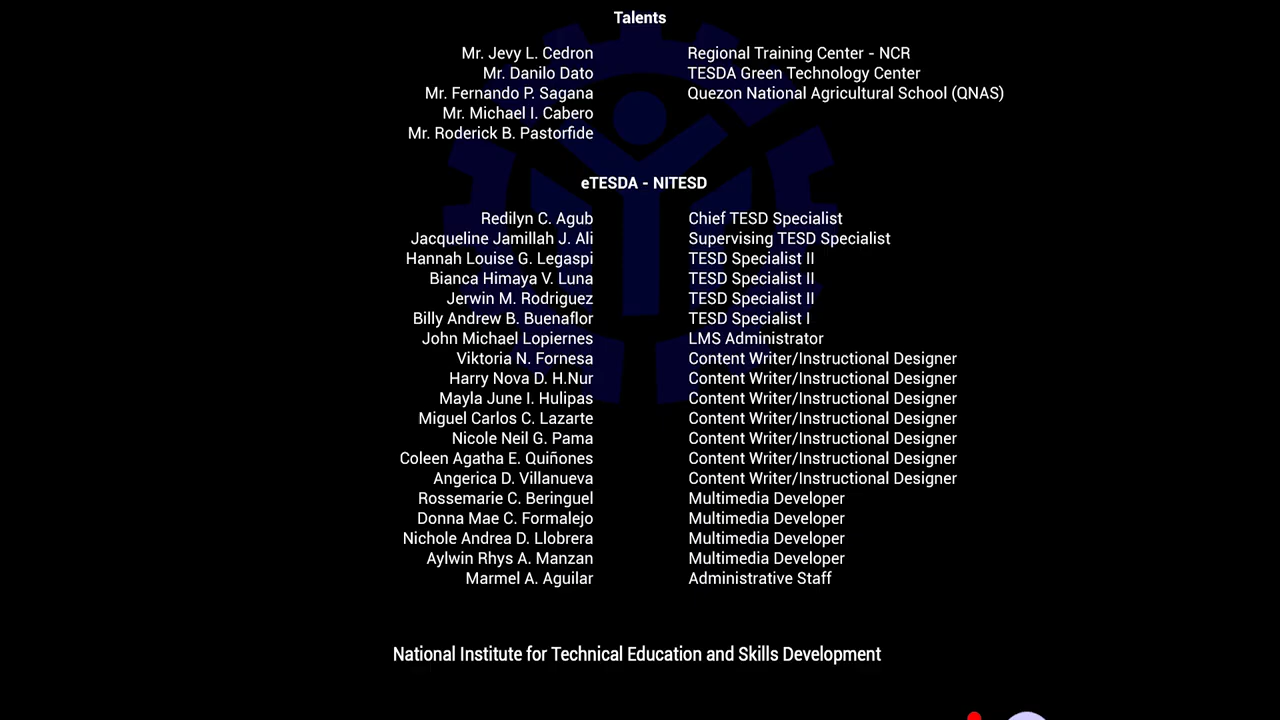 Talents
Mr. Jevy L. Cedron Regional Training Center - NCR
Mr. Danilo Dato TESDA Green Technology Center
Mr. Fernando P. Sagana Quezon National Agricultural School (QNAS)
Mr. Michael I. Cabero
Mr. Roderick B. Pastorfide
eTESDA - NITESD
Redilyn C. Agub Chief TESD Specialist
Jacqueline Jamillah J. Ali Supervising TESD Specialist
Hannah Louise G. Legaspi TESD Specialist II
Bianca Himaya V. Luna TESD Specialist II
Jerwin M. Rodriguez TESD Specialist II
Billy Andrew B. Buenaflor TESD Specialist I
John Michael Lopiernes LMS Administrator
Viktoria N. Fornesa Content Writer/Instructional Designer
Harry Nova D. H.Nur Content Writer/Instructional Designer
Mayla June I. Hulipas Content Writer/Instructional Designer
Miguel Carlos C. Lazarte Content Writer/Instructional Designer
Nicole Neil G. Pama Content Writer/Instructional Designer
Coleen Agatha E. Quiñones Content Writer/Instructional Designer
Angerica D. Villanueva Content Writer/Instructional Designer
Rossemarie C. Beringuel Multimedia Developer
Donna Mae C. Formalejo Multimedia Developer
Nichole Andrea D. Llobrera Multimedia Developer
Aylwin Rhys A. Manzan Multimedia Developer
Marmel A. Aguilar Administrative Staff
National Institute for Technical Education and Skills Development